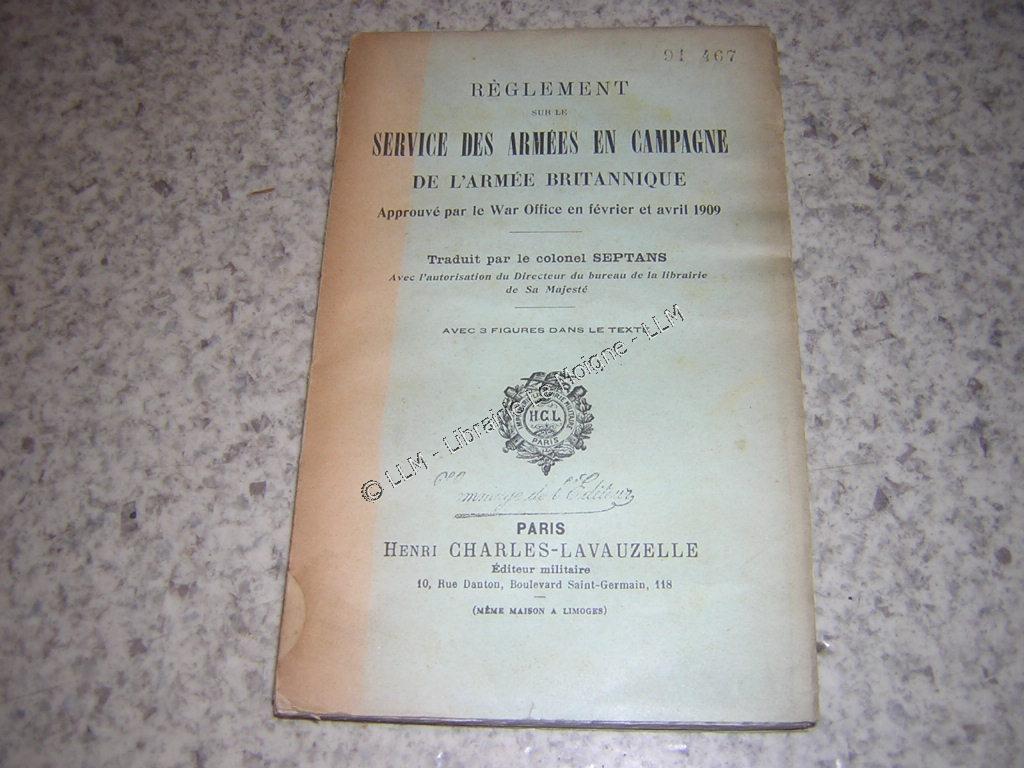 91 467
RÈGLEMENT
SUR LE
SERVICE DES ARMÉES EN CAMPAGNE
DE L'ARMÉE BRITANNIQUE
Approuvé par le War Office en février et avril 1909
Traduit par le colonel SEPTANS
Avec l'autorisation du Directeur du bureau de la librairie
de Sa Majesté
AVEC 3 FIGURES DANS LE TEXTE
H.C.L
PARIS
© LLM - Librairie Le Moigne - LLM
Hommage de l'Éditeur
PARIS
HENRI CHARLES-LAVAUZELLE
Éditeur militaire
10, Rue Danton, Boulevard Saint-Germain, 118
(MÊME MAISON A LIMOGES)